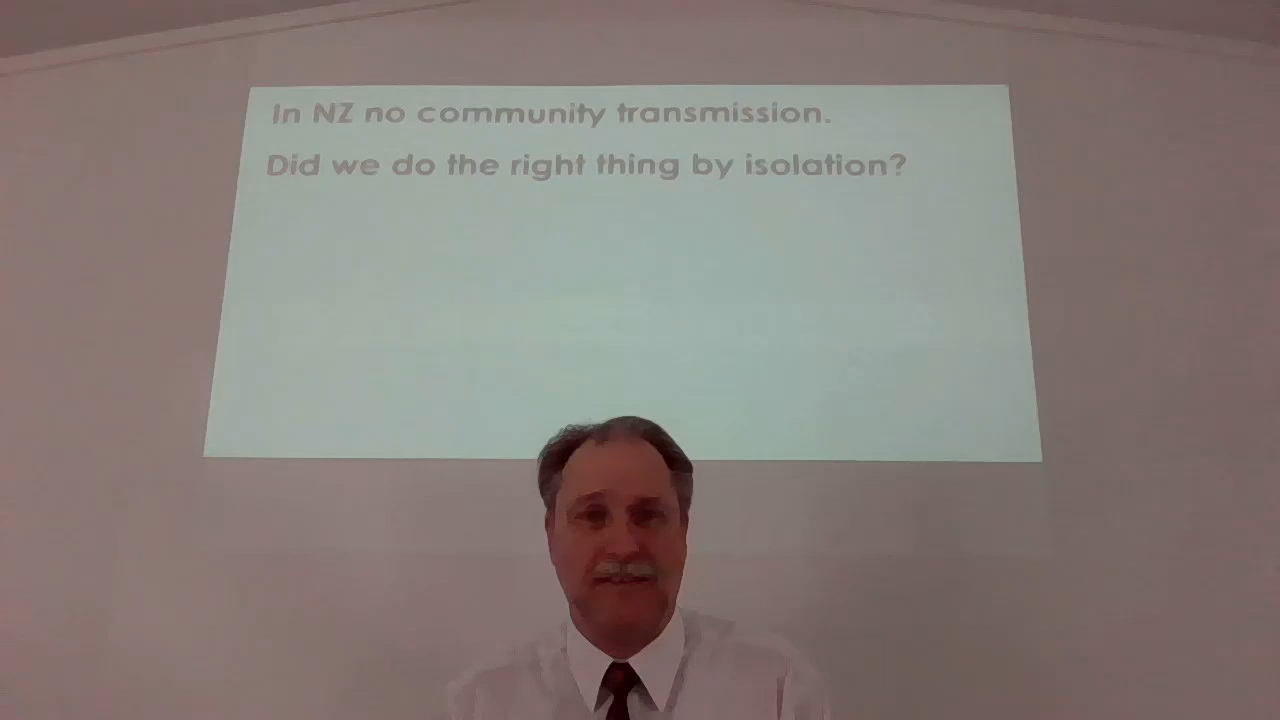 In NZ no community transmission.
Did we do the right thing by isolation?